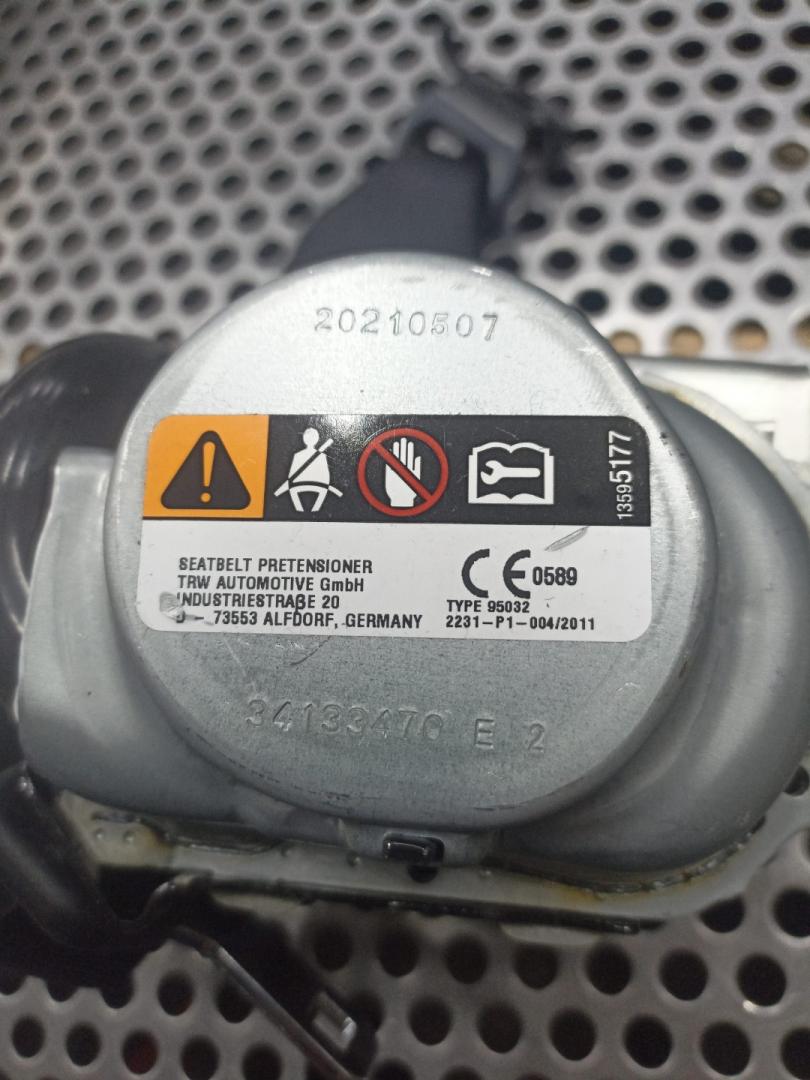 20210507
13595177
SEATBELT PRETENSIONER
TRW AUTOMOTIVE GmbH
INDUSTRIESTRAßE 20
D - 73553 ALFDORF, GERMANY
CE 0589
TYPE 95032
2231-P1-004/2011
34133470 E 2